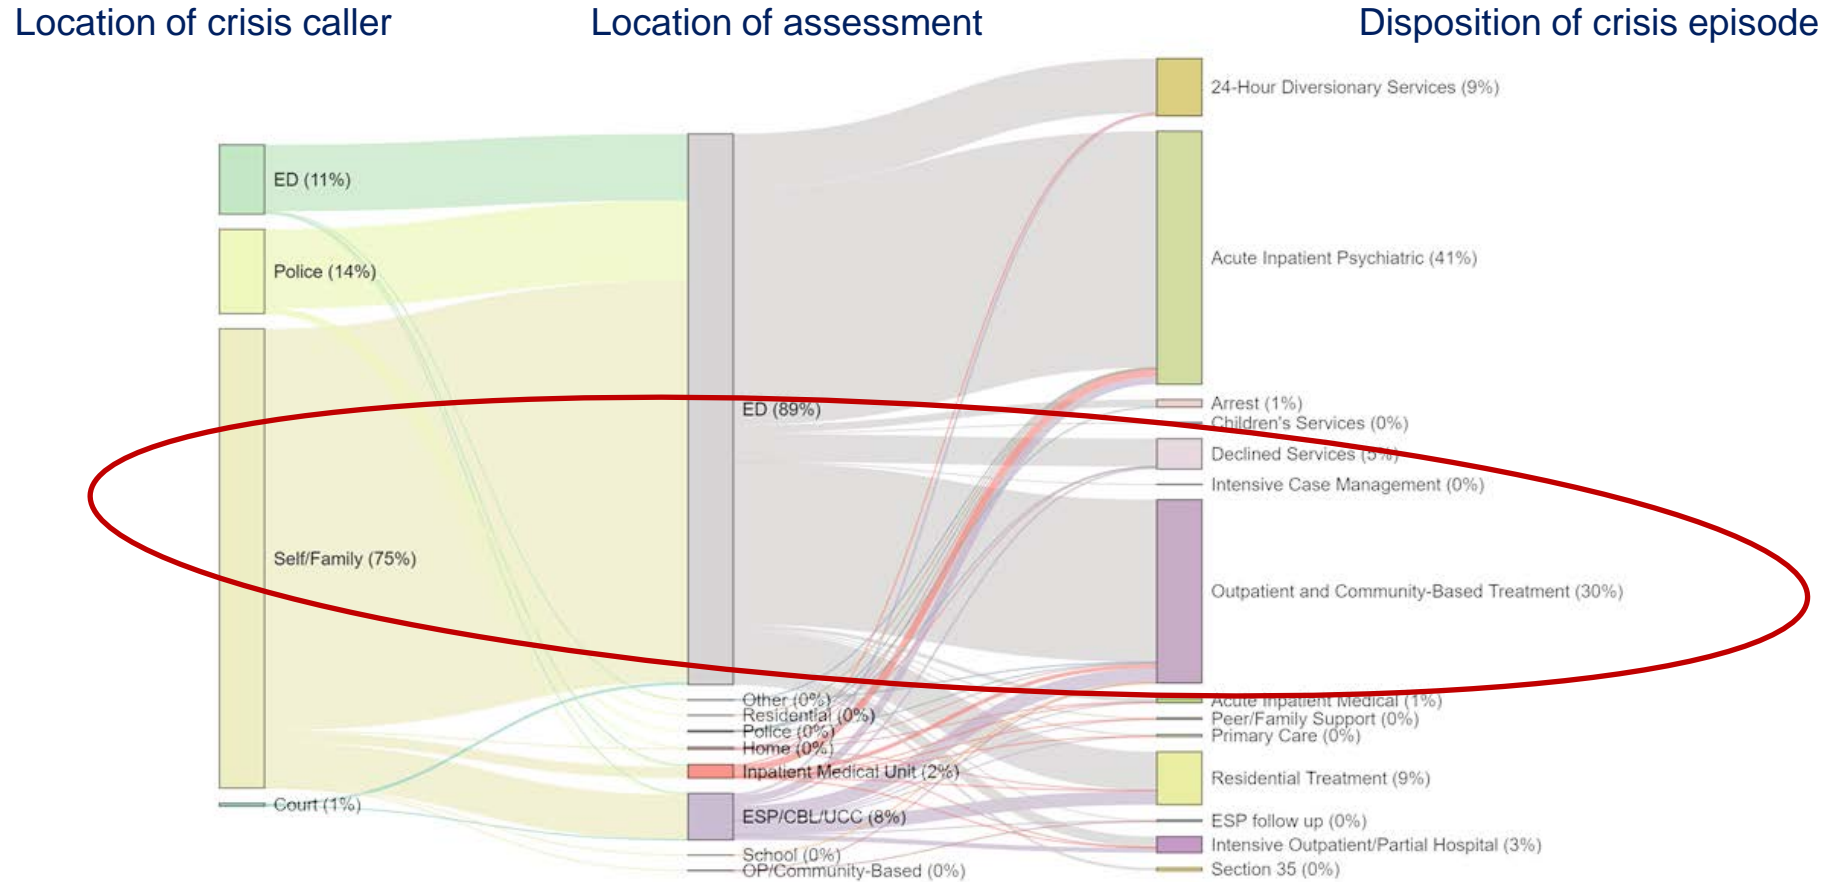 Location of crisis caller
Location of assessment
Disposition of crisis episode
ED (11%)
Police (14%)
Self/Family (75%)
Court (1%)
ED (89%)
Other (0%)
Residential (0%)
Police (0%)
Home (0%)
Inpatient Medical Unit (2%)
ESP/CBL/UCC (8%)
School (0%)
OP/Community-Based (0%)
24-Hour Diversionary Services (9%)
Acute Inpatient Psychiatric (41%)
Arrest (1%)
Children's Services (0%)
Declined Services (5%)
Intensive Case Management (0%)
Outpatient and Community-Based Treatment (30%)
Acute Inpatient Medical (1%)
Peer/Family Support (0%)
Primary Care (0%)
Residential Treatment (9%)
ESP follow up (0%)
Intensive Outpatient/Partial Hospital (3%)
Section 35 (0%)